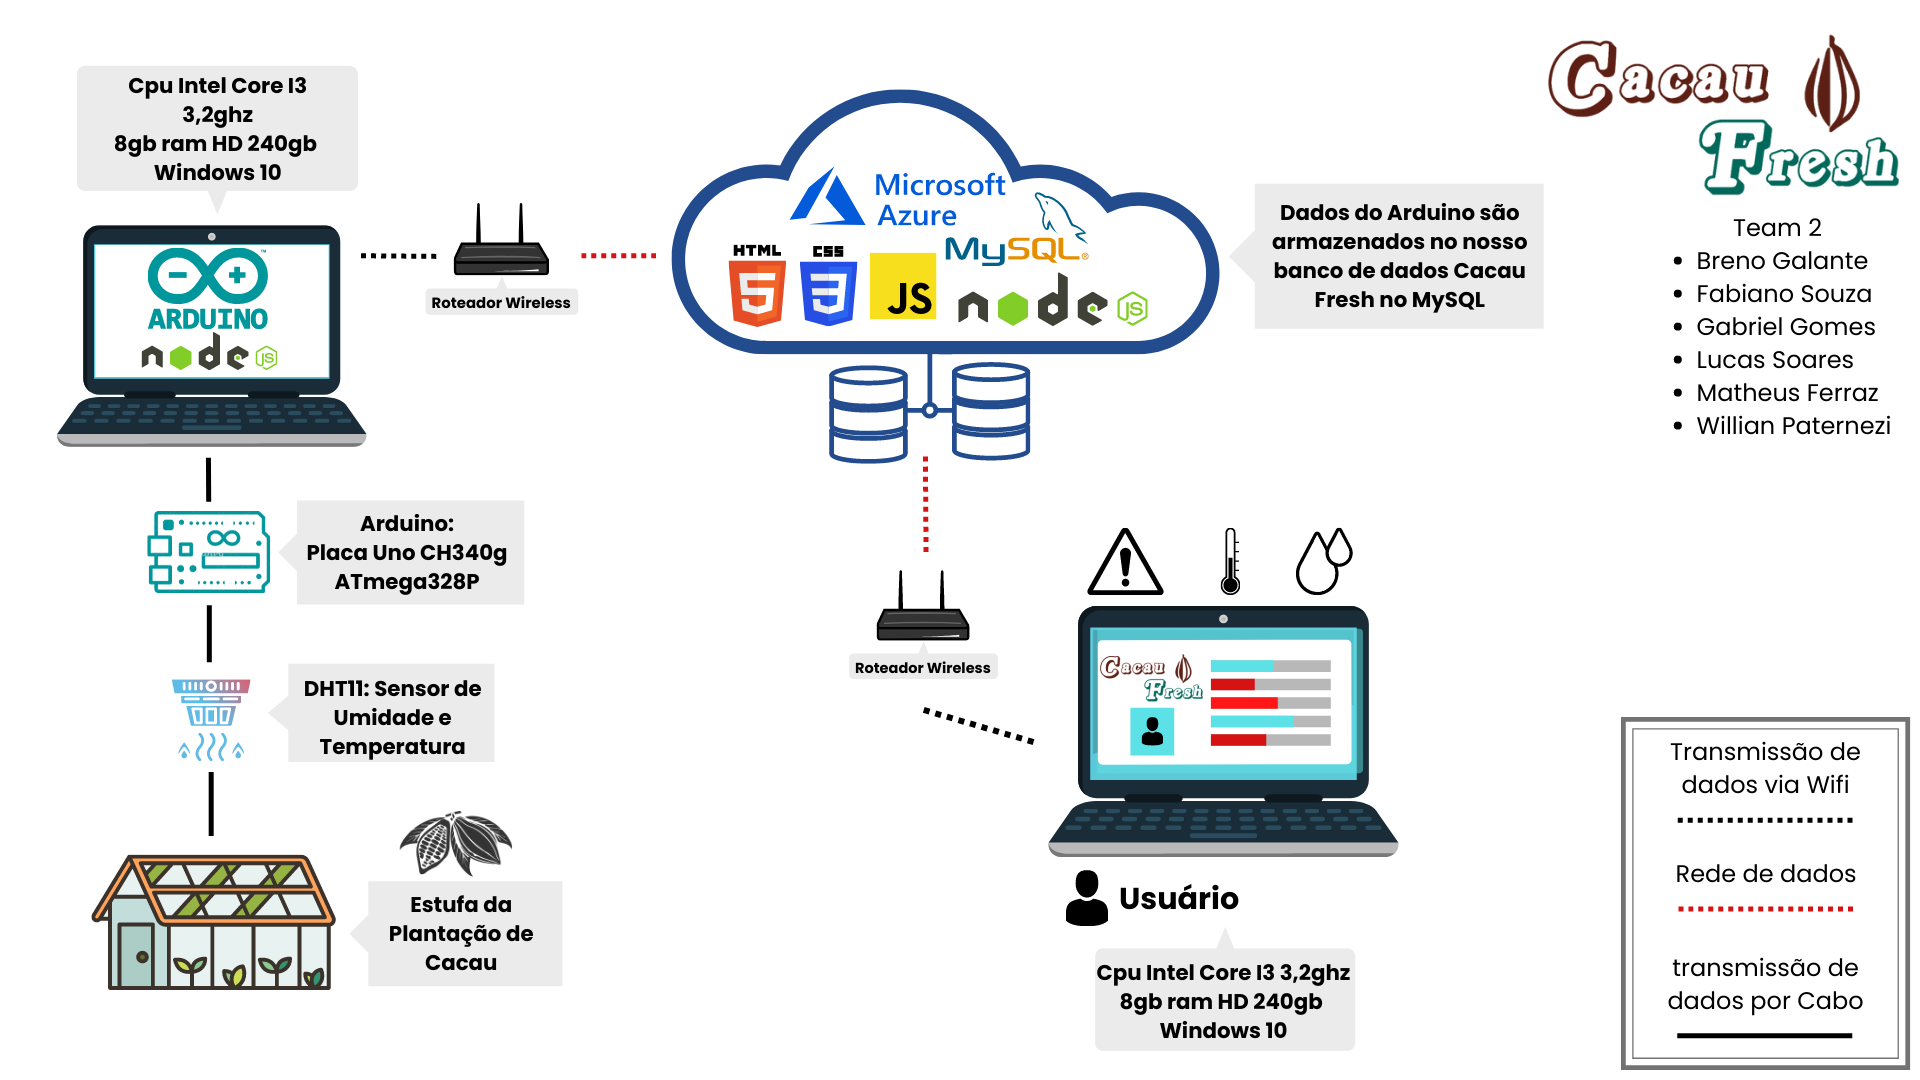 Cpu Intel Core I3
3,2ghz
8gb ram HD 240gb
Windows 10
ARDUINO
node
JS
Roteador Wireless
Microsoft
Azure
MySQL
HTML
5
CSS
3
JS
node
JS
Dados do Arduino são
armazenados no nosso
banco de dados Cacau
Fresh no MySQL
Cacau
Fresh
Team 2
Breno Galante
Fabiano Souza
Gabriel Gomes
Lucas Soares
Matheus Ferraz
Willian Paternezi
Arduino:
Placa Uno CH340g
ATmega328P
DHT11: Sensor de
Umidade e
Temperatura
Estufa da
Plantação de
Cacau
Roteador Wireless
Cacau
Fresh
Usuário
Cpu Intel Core I3 3,2ghz
8gb ram HD 240gb
Windows 10
Transmissão de
dados via Wifi
Rede de dados
transmissão de
dados por Cabo